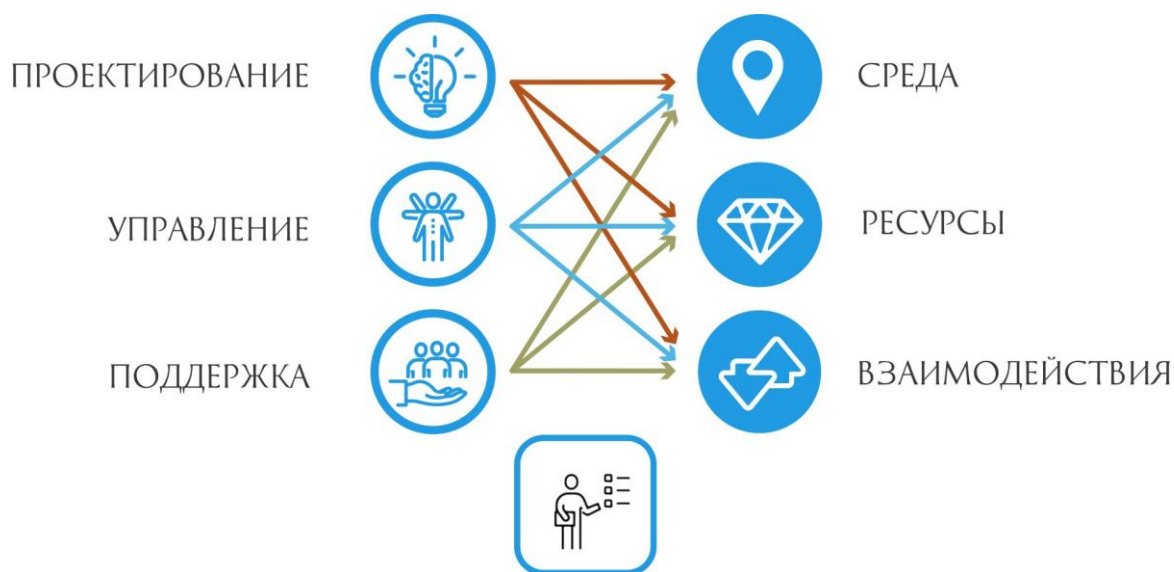 ПРОЕКТИРОВАНИЕ
СРЕДА
УПРАВЛЕНИЕ
РЕСУРСЫ
ПОДДЕРЖКА
ВЗАИМОДЕЙСТВИЯ